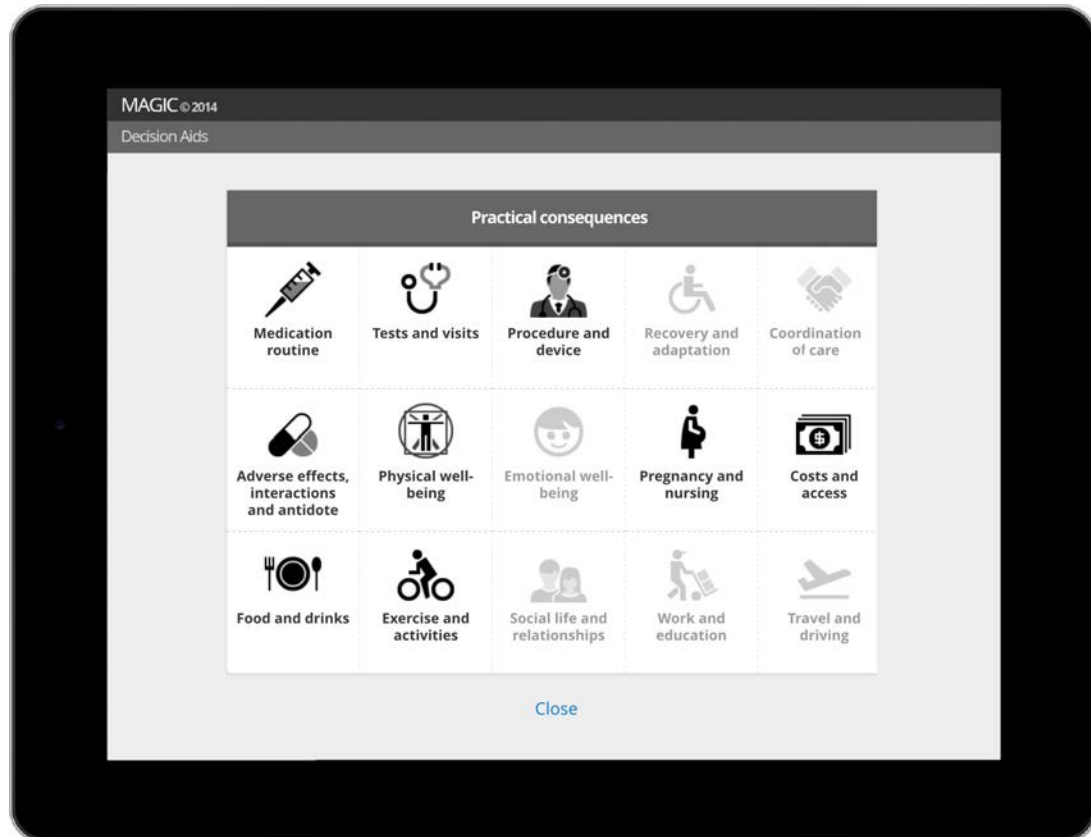 MAGIC © 2014
Decision Aids
Practical consequences
Medication
routine
Tests and visits
Procedure and
device
Recovery and
adaptation
Coordination
of care
Adverse effects,
interactions
and antidote
Physical well-
being
Emotional well-
being
Pregnancy and
nursing
$
Costs and
access
Food and drinks
Exercise and
activities
Social life and
relationships
Work and
education
Travel and
driving
Close